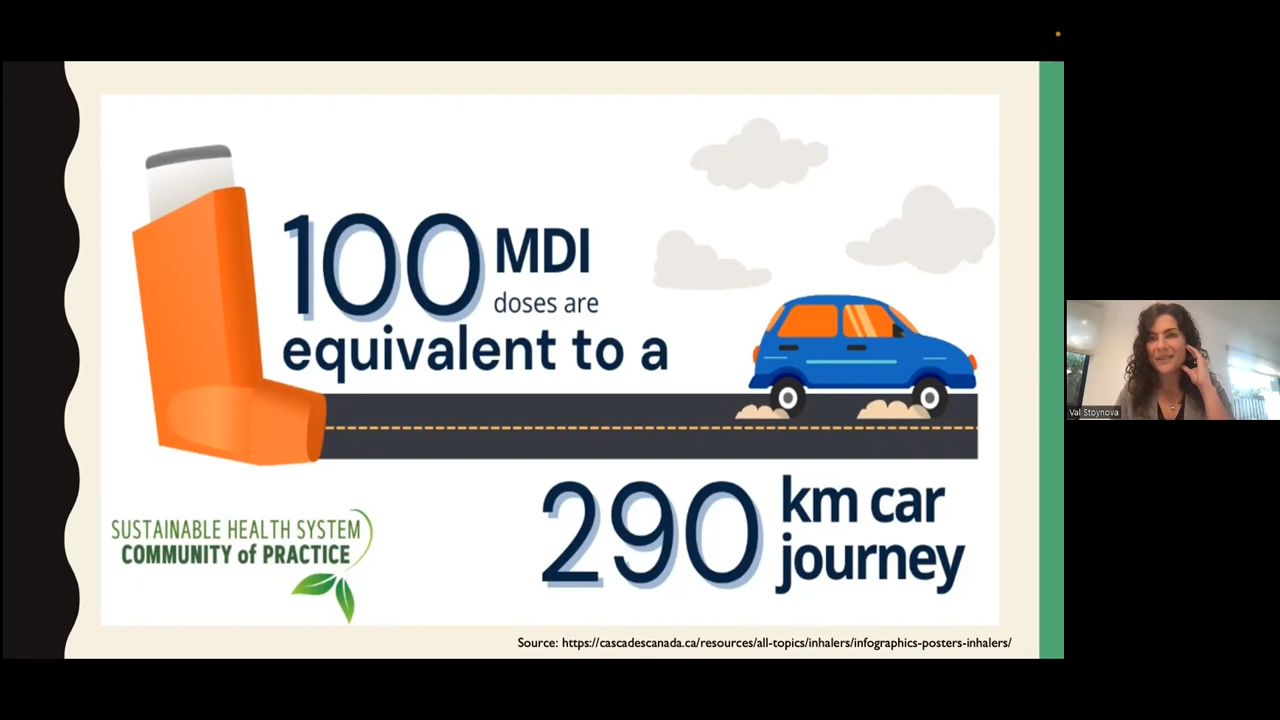 100 MDI
doses are
equivalent to a
290 km car
journey
SUSTAINABLE HEALTH SYSTEM
COMMUNITY of PRACTICE
Source: https://cascadescanada.ca/resources/all-topics/inhalers/infographics-posters-inhalers/
Val Stoynova